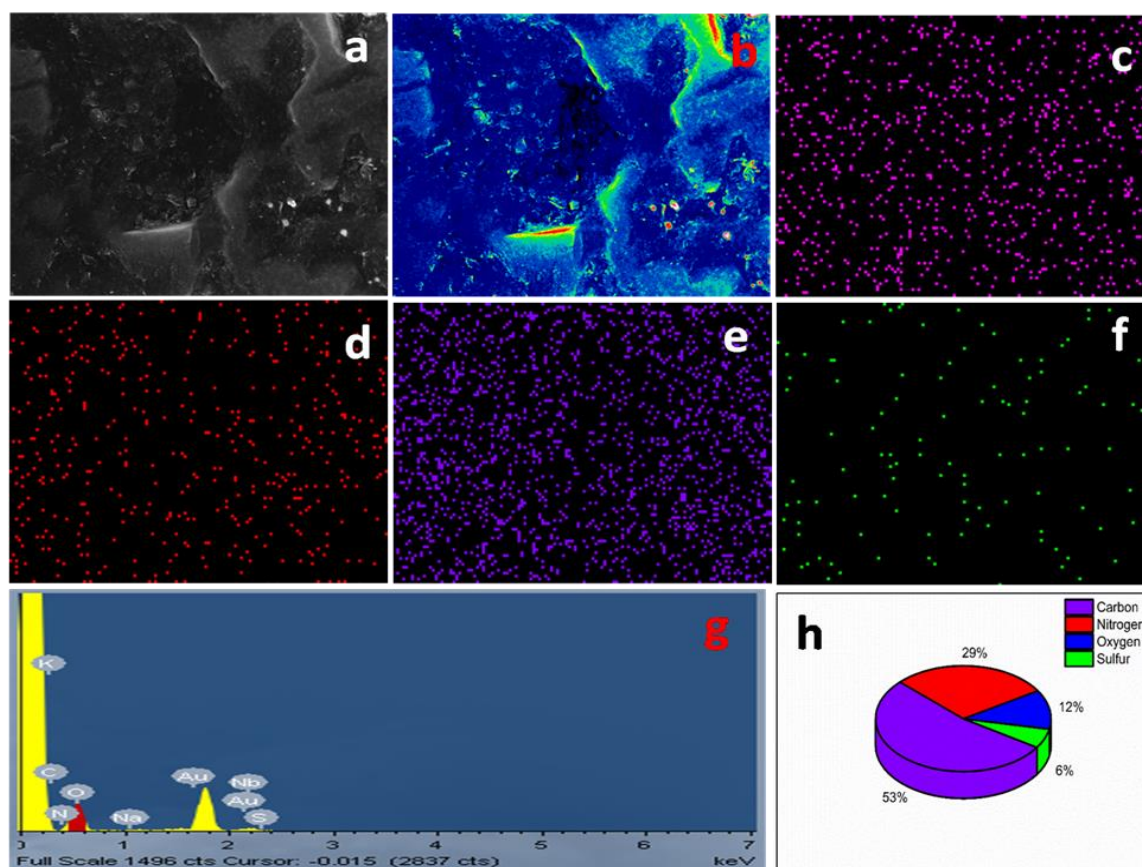 a
b
c
d
e
f
g
K
C
N
O
Na
Au
Nb
Au
S
0 1 2 3 4 5 6 7
Full Scale 1496 cts Cursor: -0.015 (2837 cts) keV
h
Carbon
Nitrogen
Oxygen
Sulfur
29%
12%
6%
53%